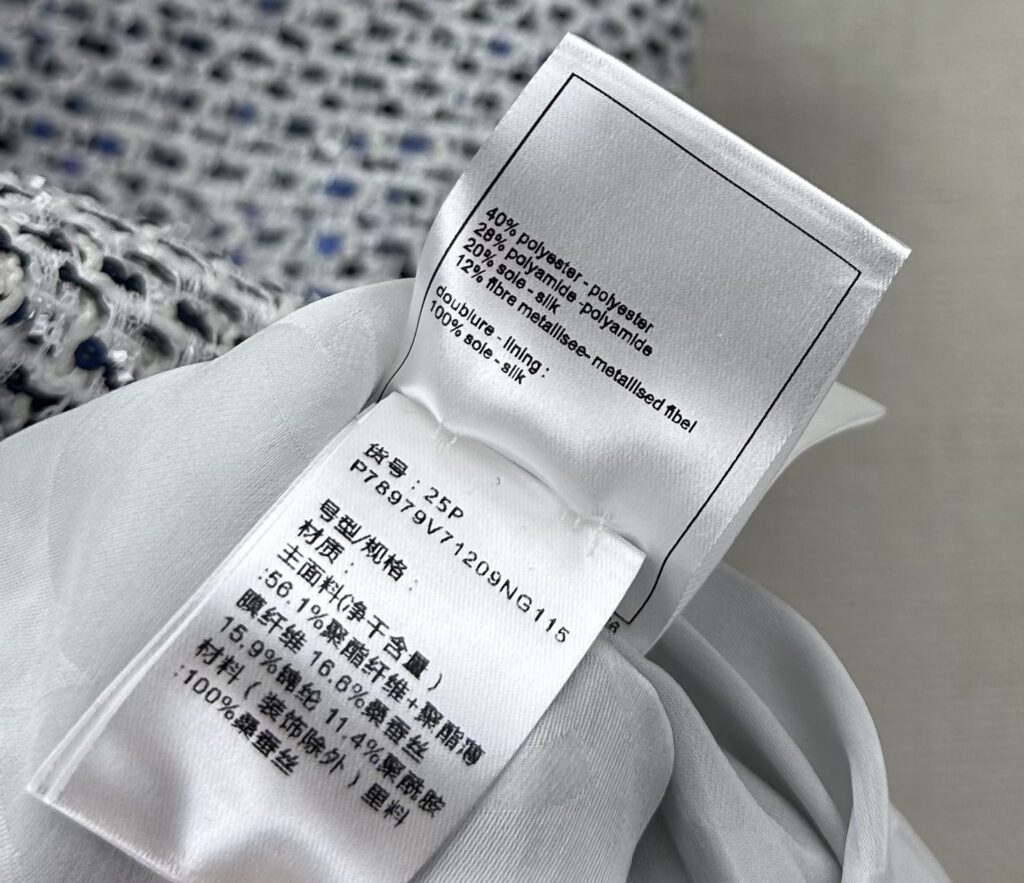 40% polyester - polyester
28% polyamide -polyamide
20% soie - silk
12% fibre metallisee- metallised fibel
doublure - lining :
100% soie - silk
货号：25P
P78979V71209NG115
号型/规格：
材质：
主面料(净干含量）
:56.1%聚酯纤维+聚酯薄
膜纤维 16.6%桑蚕丝
15.9%锦纶 11.4%聚酰胺
材料（装饰除外）里料
:100%桑蚕丝